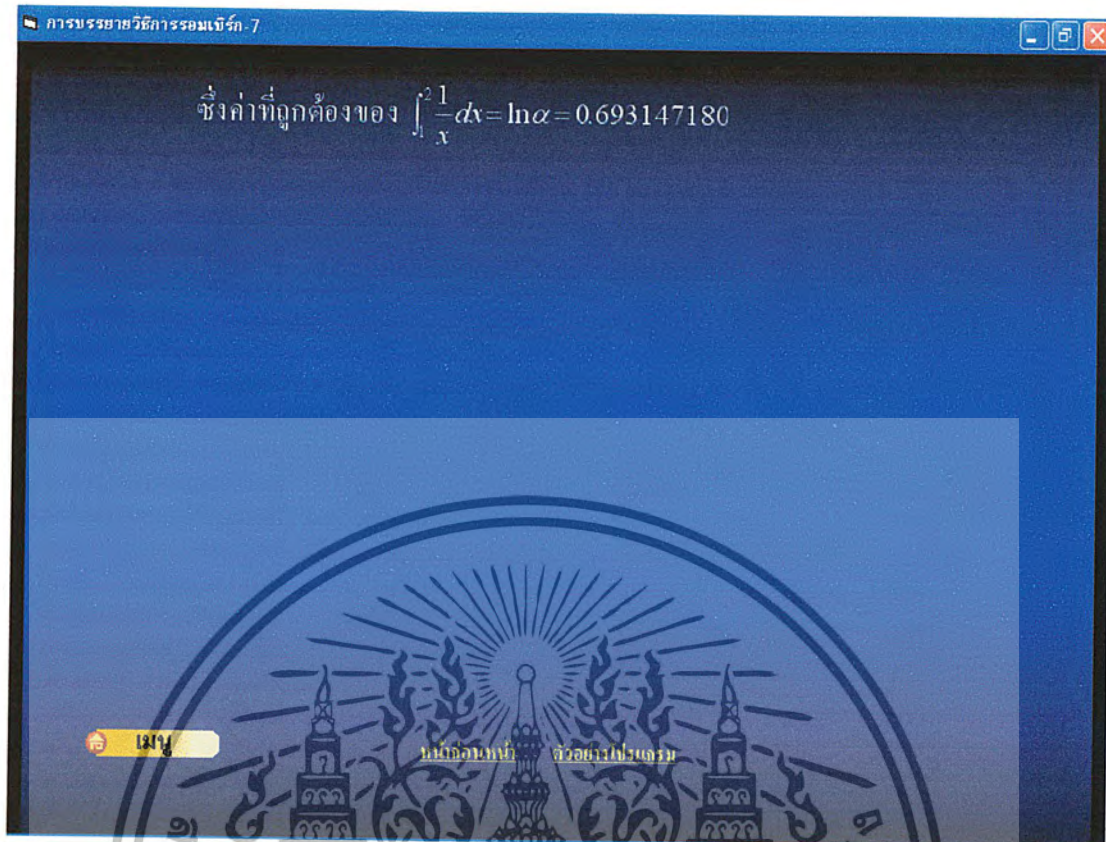 การบรรยายวิธีการรอมเบิร์ก-7
ซึ่งค่าที่ถูกต้องของ ∫₁² 1/x dx = ln α = 0.693147180
เมนู
หน้าก่อนหน้า ตัวอย่างโปรแกรม